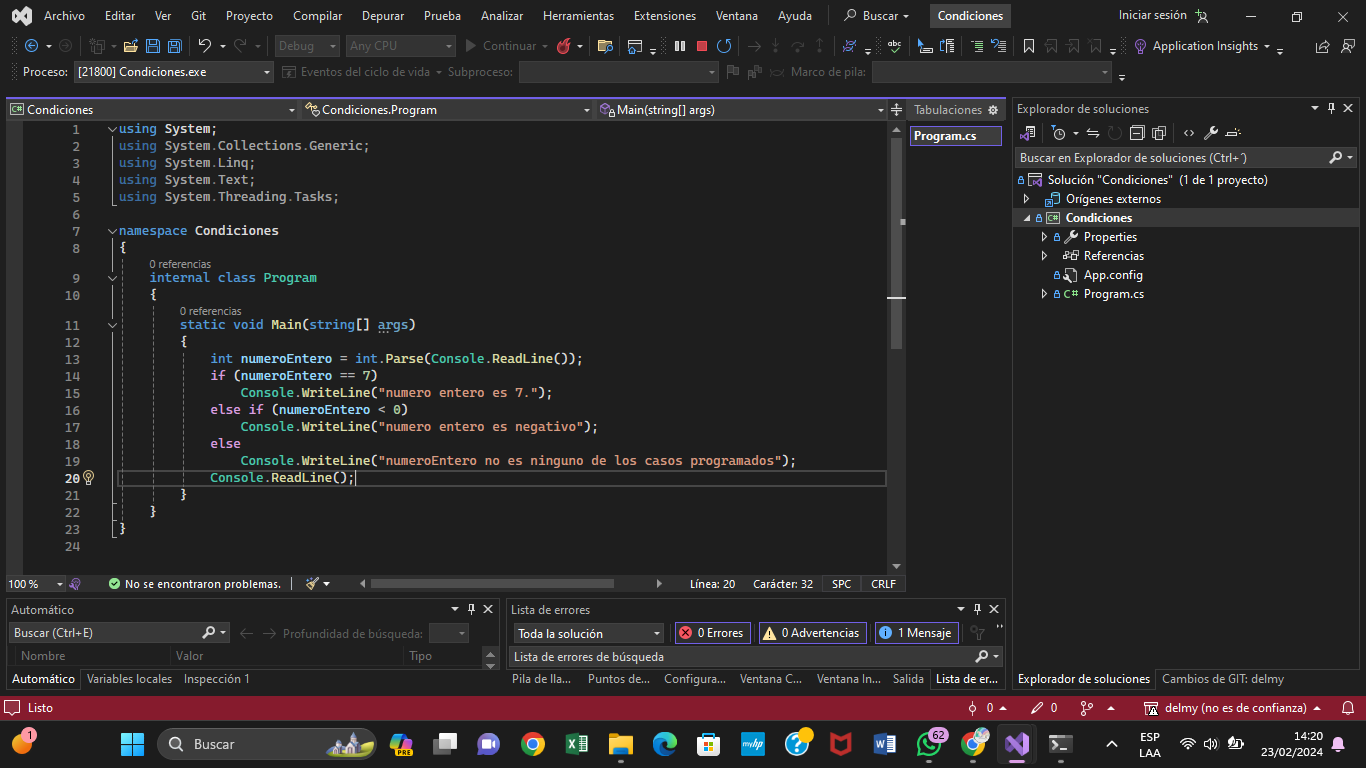 Archivo Editar Ver Git Proyecto Compilar Depurar Prueba Analizar Herramientas Extensiones Ventana Ayuda Buscar Condiciones Iniciar sesión
Debug Any CPU Continuar Application Insights
Proceso: [21800] Condiciones.exe Eventos del ciclo de vida Subproceso: Marco de pila:
Condiciones Condiciones.Program Main(string[] args)
Tabulaciones
Program.cs
1 using System;
2 using System.Collections.Generic;
3 using System.Linq;
4 using System.Text;
5 using System.Threading.Tasks;
6
7 namespace Condiciones
8 {
0 referencias
9 internal class Program
10 {
0 referencias
11 static void Main(string[] args)
12 {
13 int numeroEntero = int.Parse(Console.ReadLine());
14 if (numeroEntero == 7)
15 Console.WriteLine("numero entero es 7.");
16 else if (numeroEntero < 0)
17 Console.WriteLine("numero entero es negativo");
18 else
19 Console.WriteLine("numeroEntero no es ninguno de los casos programados");
20 Console.ReadLine();
21 }
22 }
23 }
24
100 % No se encontraron problemas. Línea: 20 Carácter: 32 SPC CRLF
Explorador de soluciones
Buscar en Explorador de soluciones (Ctrl+´)
Solución "Condiciones" (1 de 1 proyecto)
Orígenes externos
Condiciones
Properties
Referencias
App.config
Program.cs
Automático
Buscar (Ctrl+E) Profundidad de búsqueda:
Nombre Valor Tipo
Automático Variables locales Inspección 1
Lista de errores
Toda la solución 0 Errores 0 Advertencias 1 Mensaje
Lista de errores de búsqueda
Pila de lla... Puntos de... Configura... Ventana C... Ventana In... Salida Lista de er...
Explorador de soluciones Cambios de GIT: delmy
Listo 0 0 delmy (no es de confianza)
1 Buscar PRE myhp 62
ESP
LAA
14:20
23/02/2024